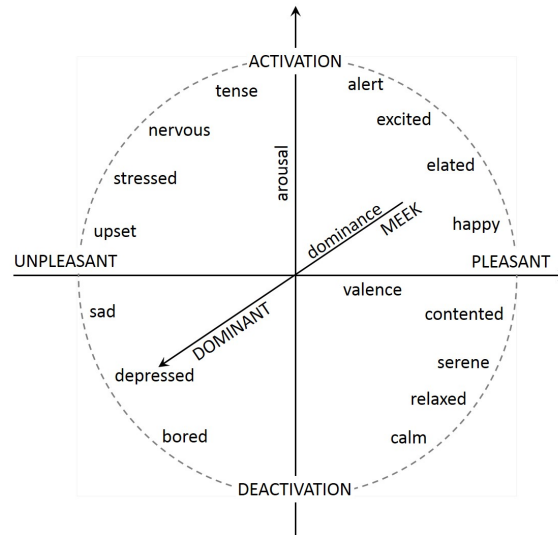 ACTIVATION
tense
alert
nervous
excited
arousal
stressed
elated
dominance
MEEK
upset
happy
UNPLEASANT
PLEASANT
valence
sad
contented
DOMINANT
depressed
serene
relaxed
bored
calm
DEACTIVATION